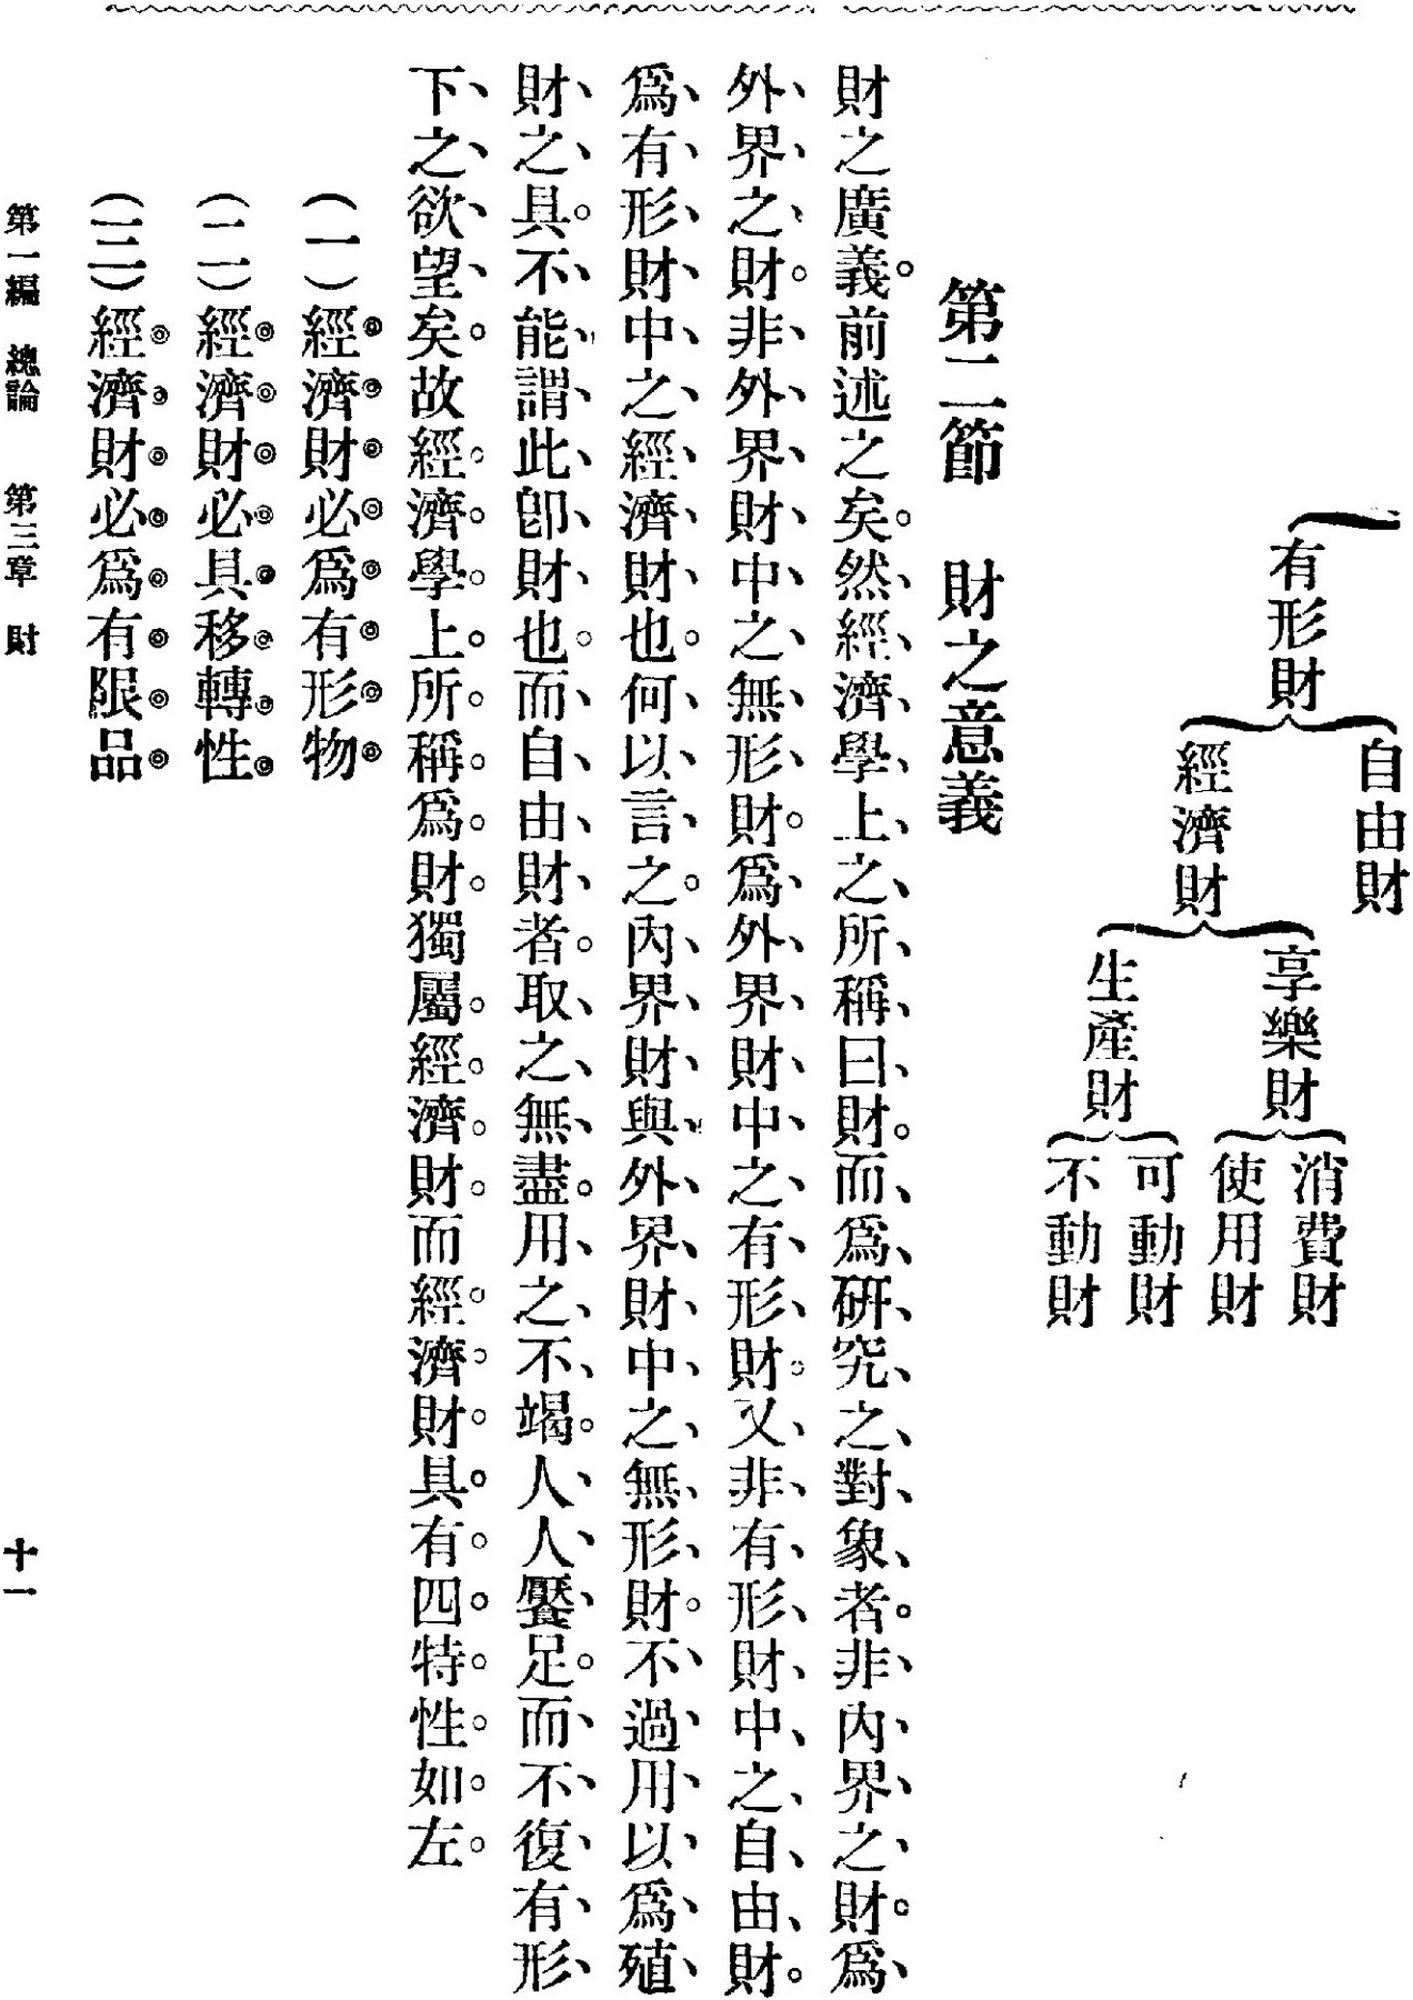 有形財
自由財
經濟財
享樂財
生產財
消費財
使用財
可動財
不動財
第二節　財之意義
財之廣義。前述之矣。然經濟學上之所稱曰財。而爲硏究之對象者。非內界之財。爲
外界之財。非外界財中之無形財。爲外界財中之有形財。又非有形財中之自由財。
爲有形財中之經濟財也。何以言之。內界財與外界財中之無形財。不過用以爲殖
財之具。不能謂此卽財也。而自由財者。取之無盡。用之不竭。人人饜足。而不復有形
下之欲望矣。故經濟學上所稱爲財。獨屬經濟財。而經濟財具有四特性如左。
(一)經濟財必爲有形物
(二)經濟財必具移轉性
(三)經濟財必爲有限品
第一編　總論　第三章　財
十一